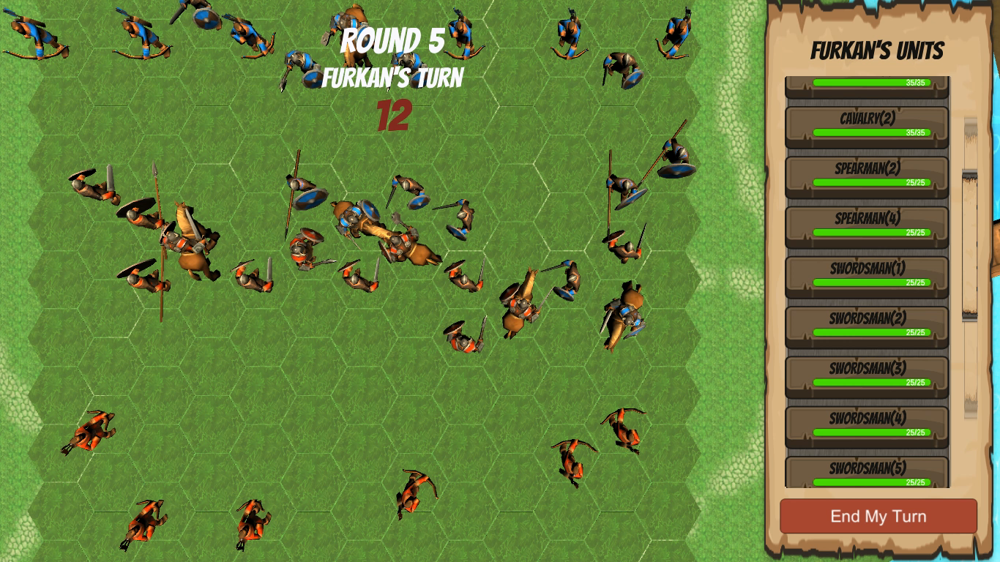 ROUND 5
FURKAN'S TURN
12
FURKAN'S UNITS
35/35
CAVALRY(2)
35/35
SPEARMAN(2)
25/25
SPEARMAN(4)
25/25
SWORDSMAN(1)
25/25
SWORDSMAN(2)
25/25
SWORDSMAN(3)
25/25
SWORDSMAN(4)
25/25
SWORDSMAN(5)
25/25
End My Turn